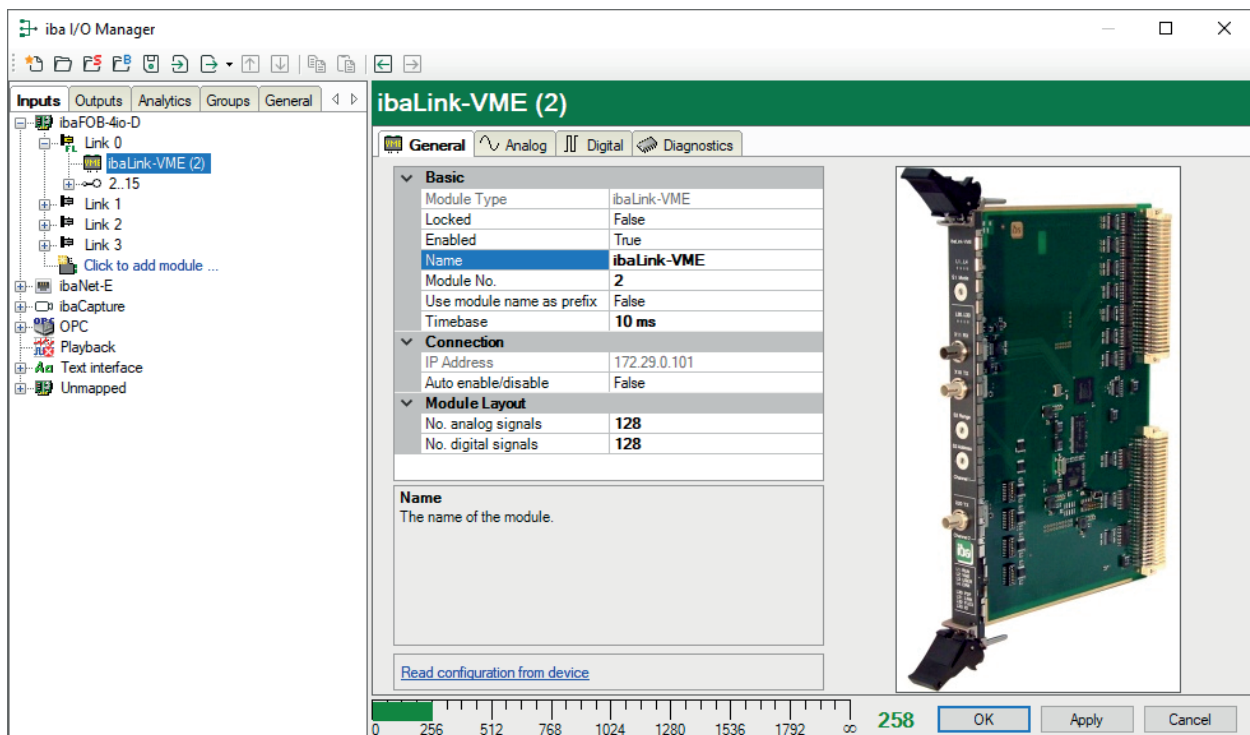 iba I/O Manager
Inputs Outputs Analytics Groups General
ibaFOB-4io-D
Link 0
FL
ibaLink-VME (2)
2..15
Link 1
Link 2
Link 3
Click to add module ...
ibaNet-E
ibaCapture
OPC
Playback
Text interface
Unmapped
ibaLink-VME (2)
General Analog Digital Diagnostics
Basic
Module Type ibaLink-VME
Locked False
Enabled True
Name ibaLink-VME
Module No. 2
Use module name as prefix False
Timebase 10 ms
Connection
IP Address 172.29.0.101
Auto enable/disable False
Module Layout
No. analog signals 128
No. digital signals 128
Name
The name of the module.
Read configuration from device
0 256 512 768 1024 1280 1536 1792 ∞
258
OK Apply Cancel